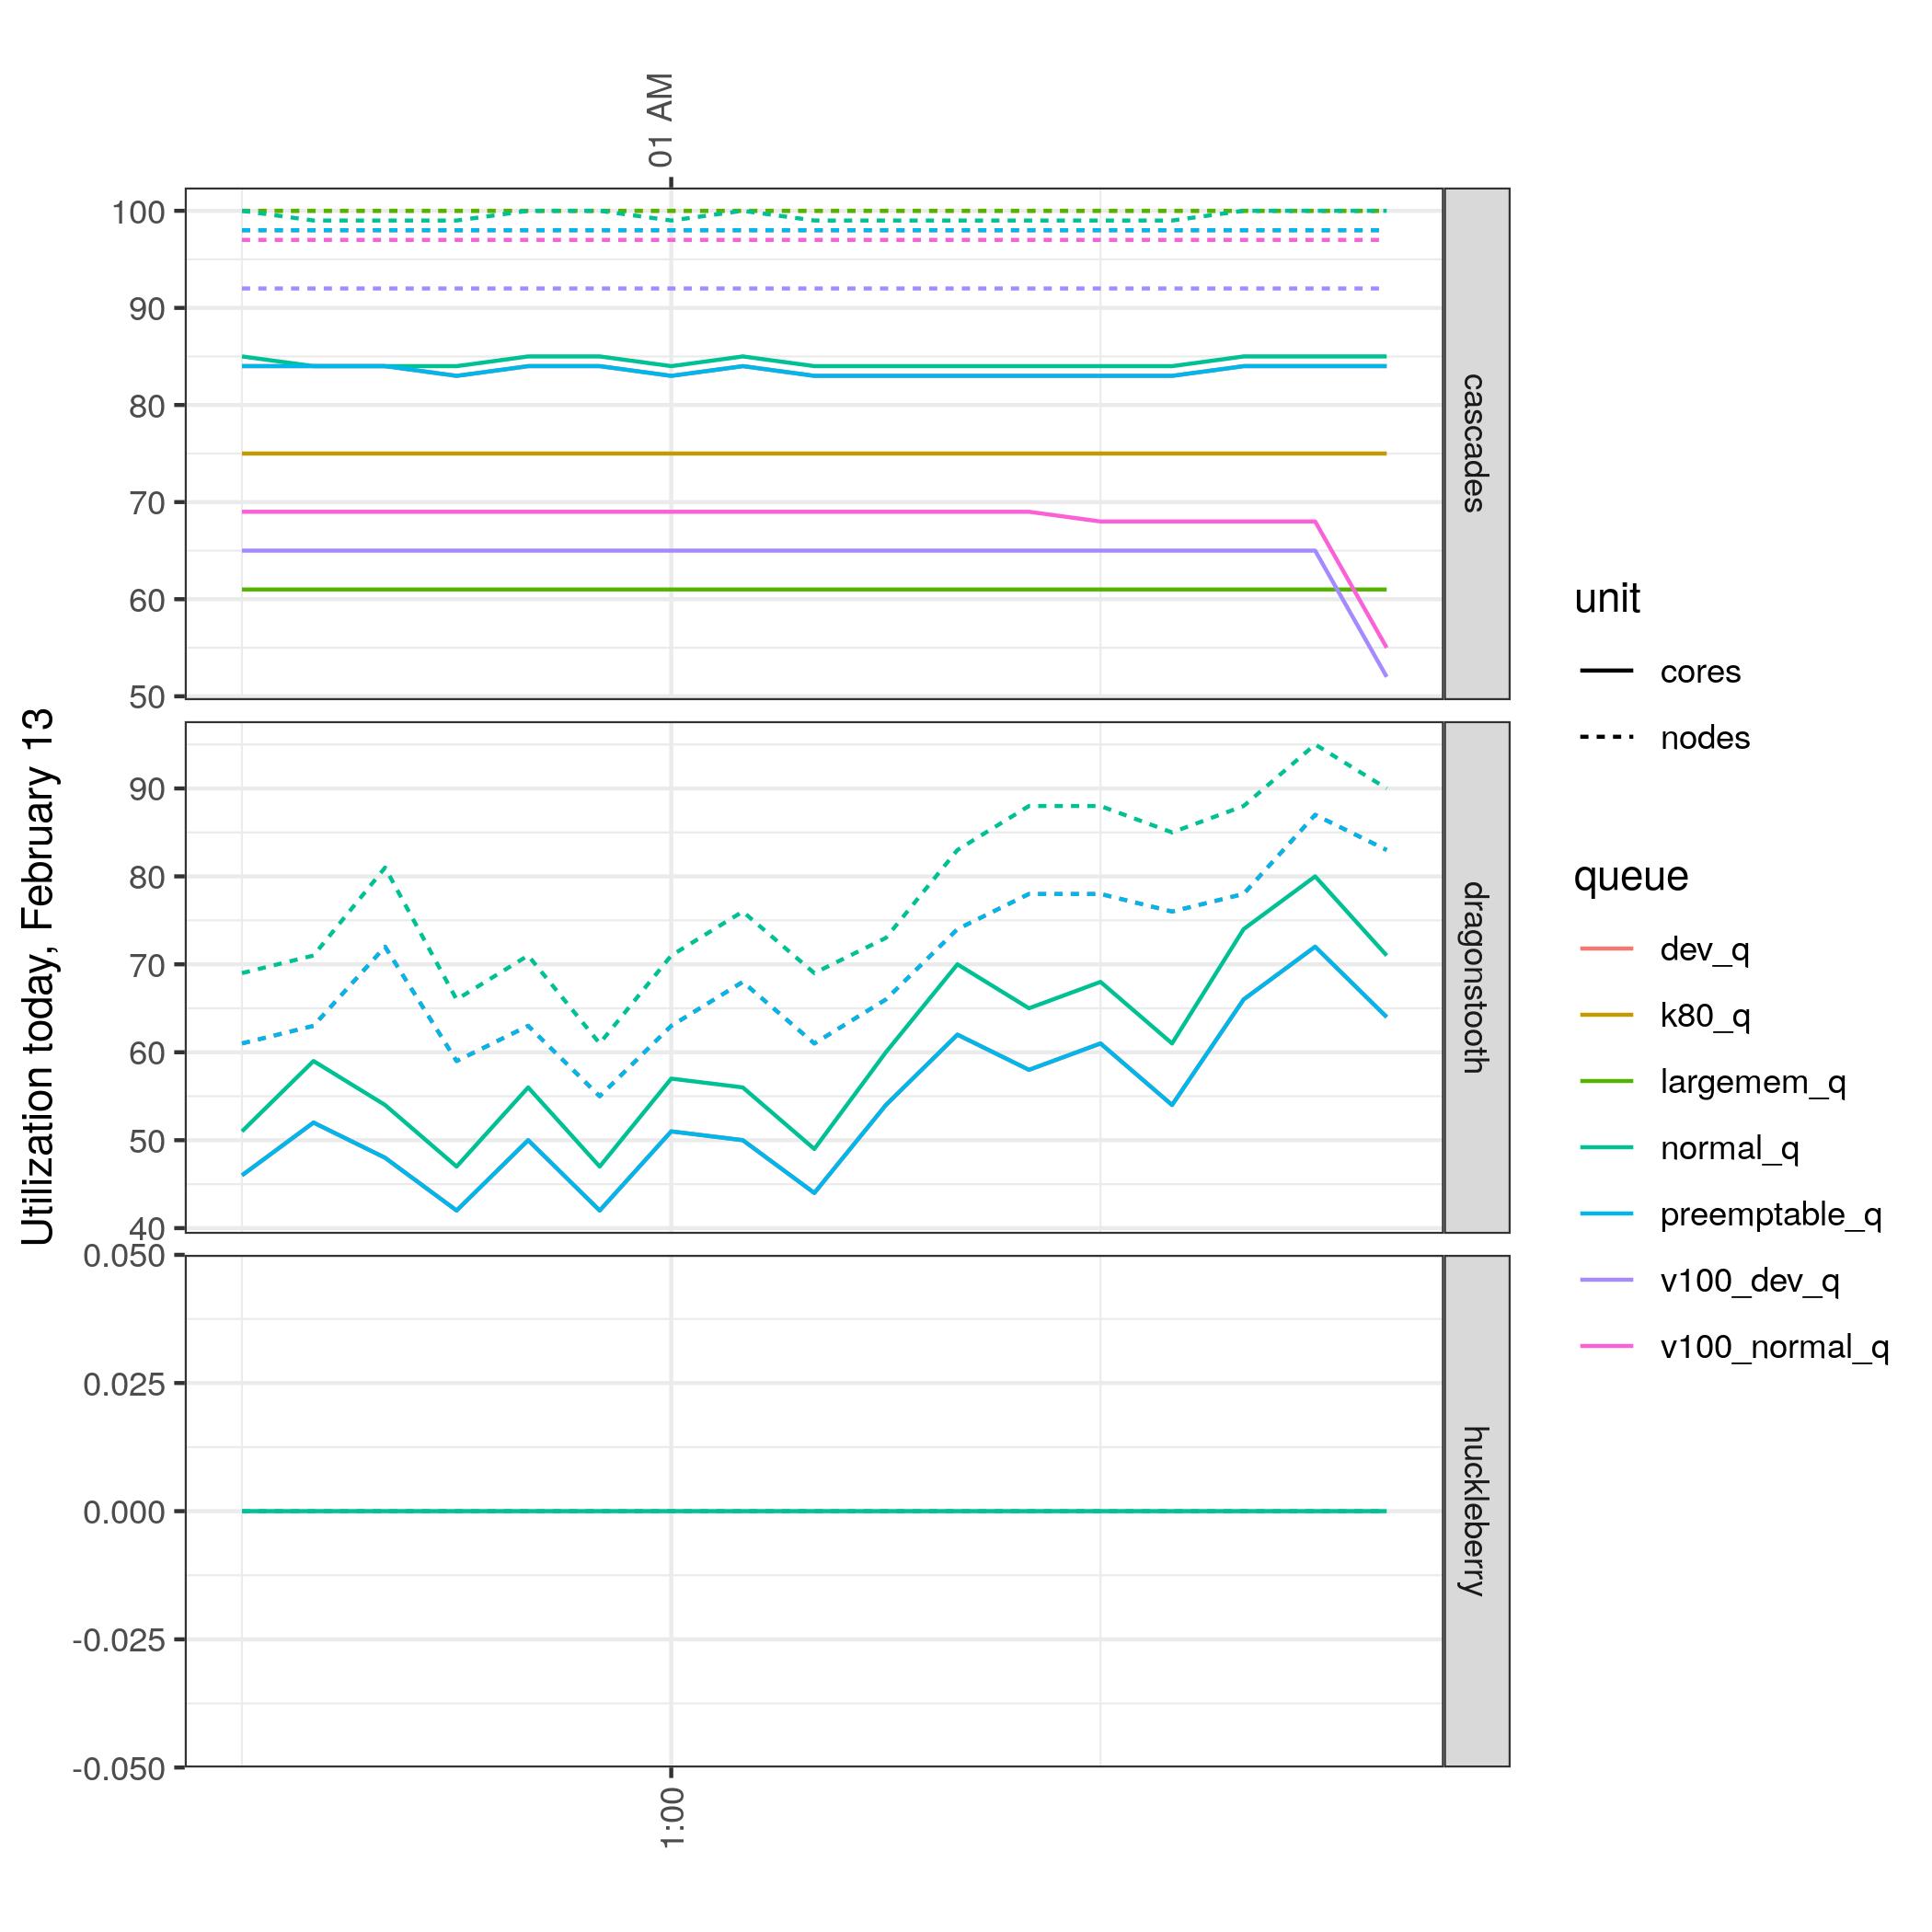 01 AM
100
90
80
70
60
50
cascades
90
80
70
60
50
40
dragonstooth
0.050
0.025
0.000
-0.025
-0.050
huckleberry
1:00
Utilization today, February 13
unit
cores
nodes
queue
dev_q
k80_q
largemem_q
normal_q
preemptable_q
v100_dev_q
v100_normal_q